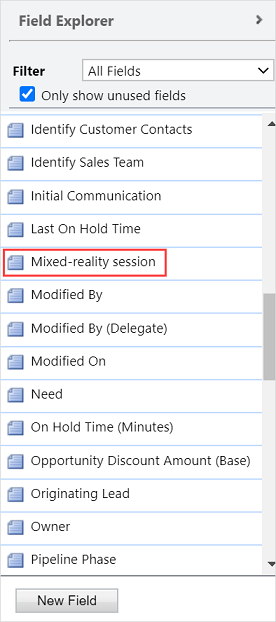 Field Explorer
Filter All Fields
Only show unused fields
Identify Customer Contacts
Identify Sales Team
Initial Communication
Last On Hold Time
Mixed-reality session
Modified By
Modified By (Delegate)
Modified On
Need
On Hold Time (Minutes)
Opportunity Discount Amount (Base)
Originating Lead
Owner
Pipeline Phase
New Field